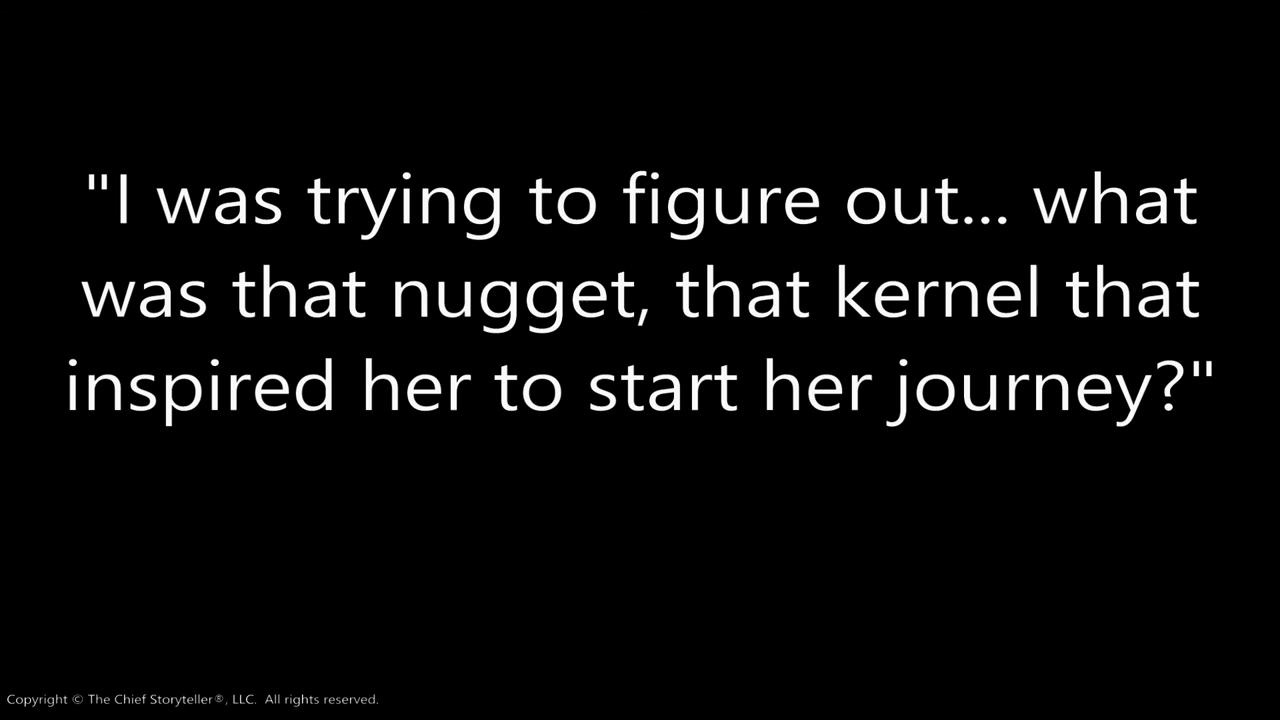 "I was trying to figure out... what
was that nugget, that kernel that
inspired her to start her journey?"
Copyright © The Chief Storyteller®, LLC.  All rights reserved.